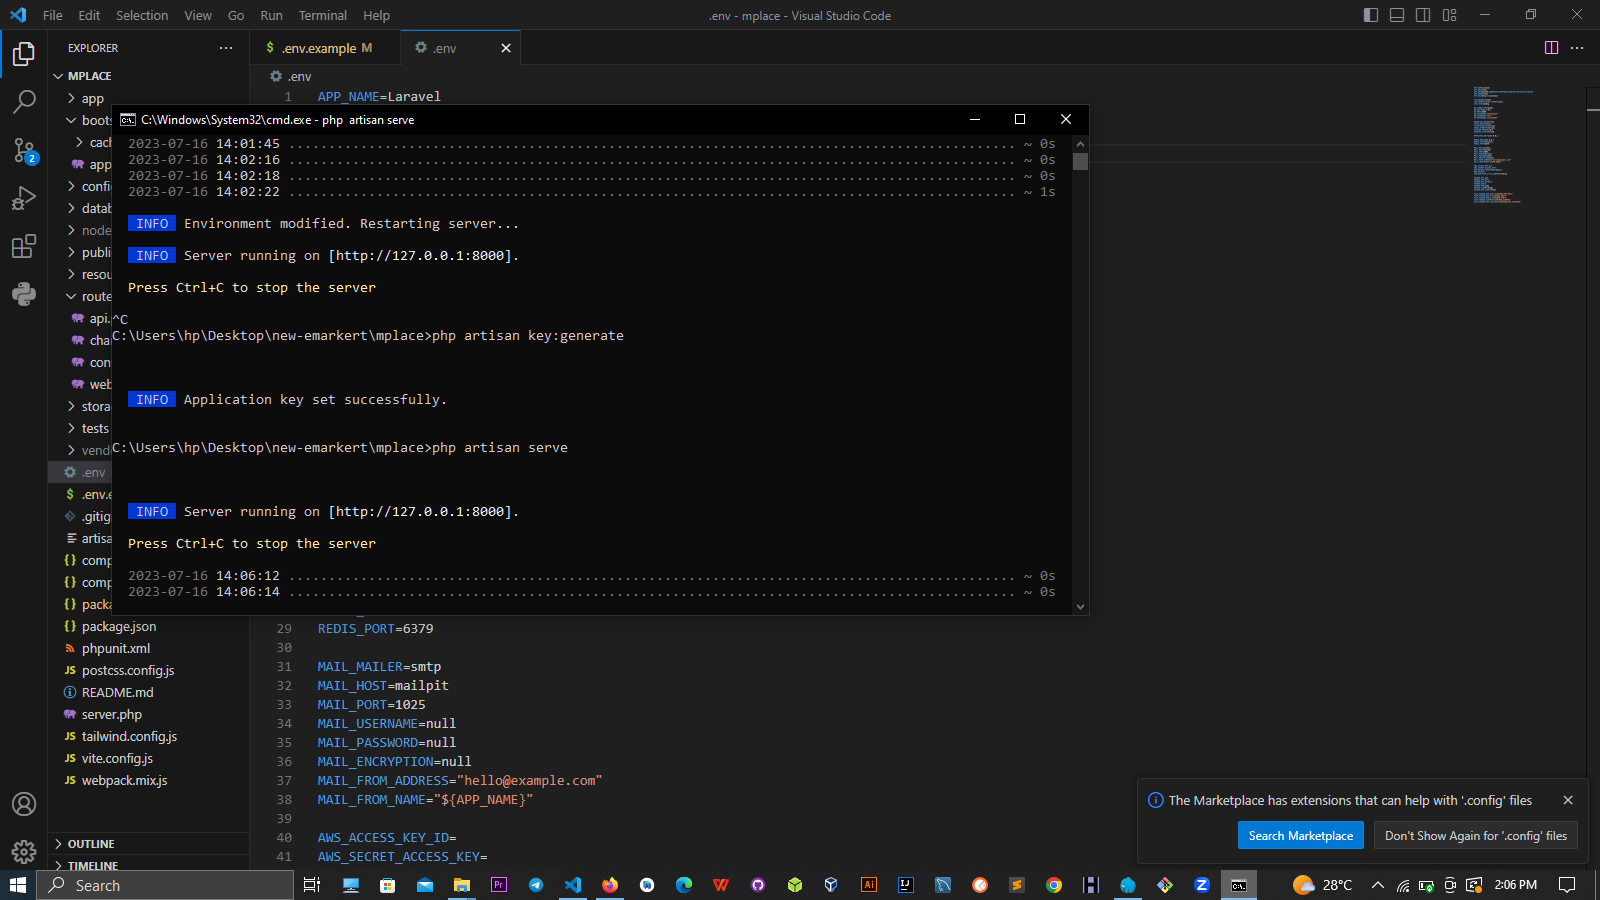 File Edit Selection View Go Run Terminal Help
.env - mplace - Visual Studio Code
EXPLORER
.env.example M
.env
MPLACE
.env
app
1 APP_NAME=Laravel
C:\Windows\System32\cmd.exe - php artisan serve
2023-07-16 14:01:45 ........................................................................................... ~ 0s
2023-07-16 14:02:16 ........................................................................................... ~ 0s
2023-07-16 14:02:18 ........................................................................................... ~ 0s
2023-07-16 14:02:22 ........................................................................................... ~ 1s
INFO Environment modified. Restarting server...
INFO Server running on [http://127.0.0.1:8000].
Press Ctrl+C to stop the server
^C
C:\Users\hp\Desktop\new-emarkert\mplace>php artisan key:generate
INFO Application key set successfully.
C:\Users\hp\Desktop\new-emarkert\mplace>php artisan serve
INFO Server running on [http://127.0.0.1:8000].
Press Ctrl+C to stop the server
2023-07-16 14:06:12 ........................................................................................... ~ 0s
2023-07-16 14:06:14 ........................................................................................... ~ 0s
boots
cac
app
confi
datab
node
publi
resou
route
api.
cha
con
web
stora
tests
vend
.env
.env.e
.gitig
artisa
comp
comp
packa
package.json
phpunit.xml
postcss.config.js
README.md
server.php
tailwind.config.js
vite.config.js
webpack.mix.js
OUTLINE
TIMELINE
2
29 REDIS_PORT=6379
30
31 MAIL_MAILER=smtp
32 MAIL_HOST=mailpit
33 MAIL_PORT=1025
34 MAIL_USERNAME=null
35 MAIL_PASSWORD=null
36 MAIL_ENCRYPTION=null
37 MAIL_FROM_ADDRESS="hello@example.com"
38 MAIL_FROM_NAME="${APP_NAME}"
39
40 AWS_ACCESS_KEY_ID=
41 AWS_SECRET_ACCESS_KEY=
The Marketplace has extensions that can help with '.config' files
Search Marketplace
Don't Show Again for '.config' files
Search
28°C
2:06 PM